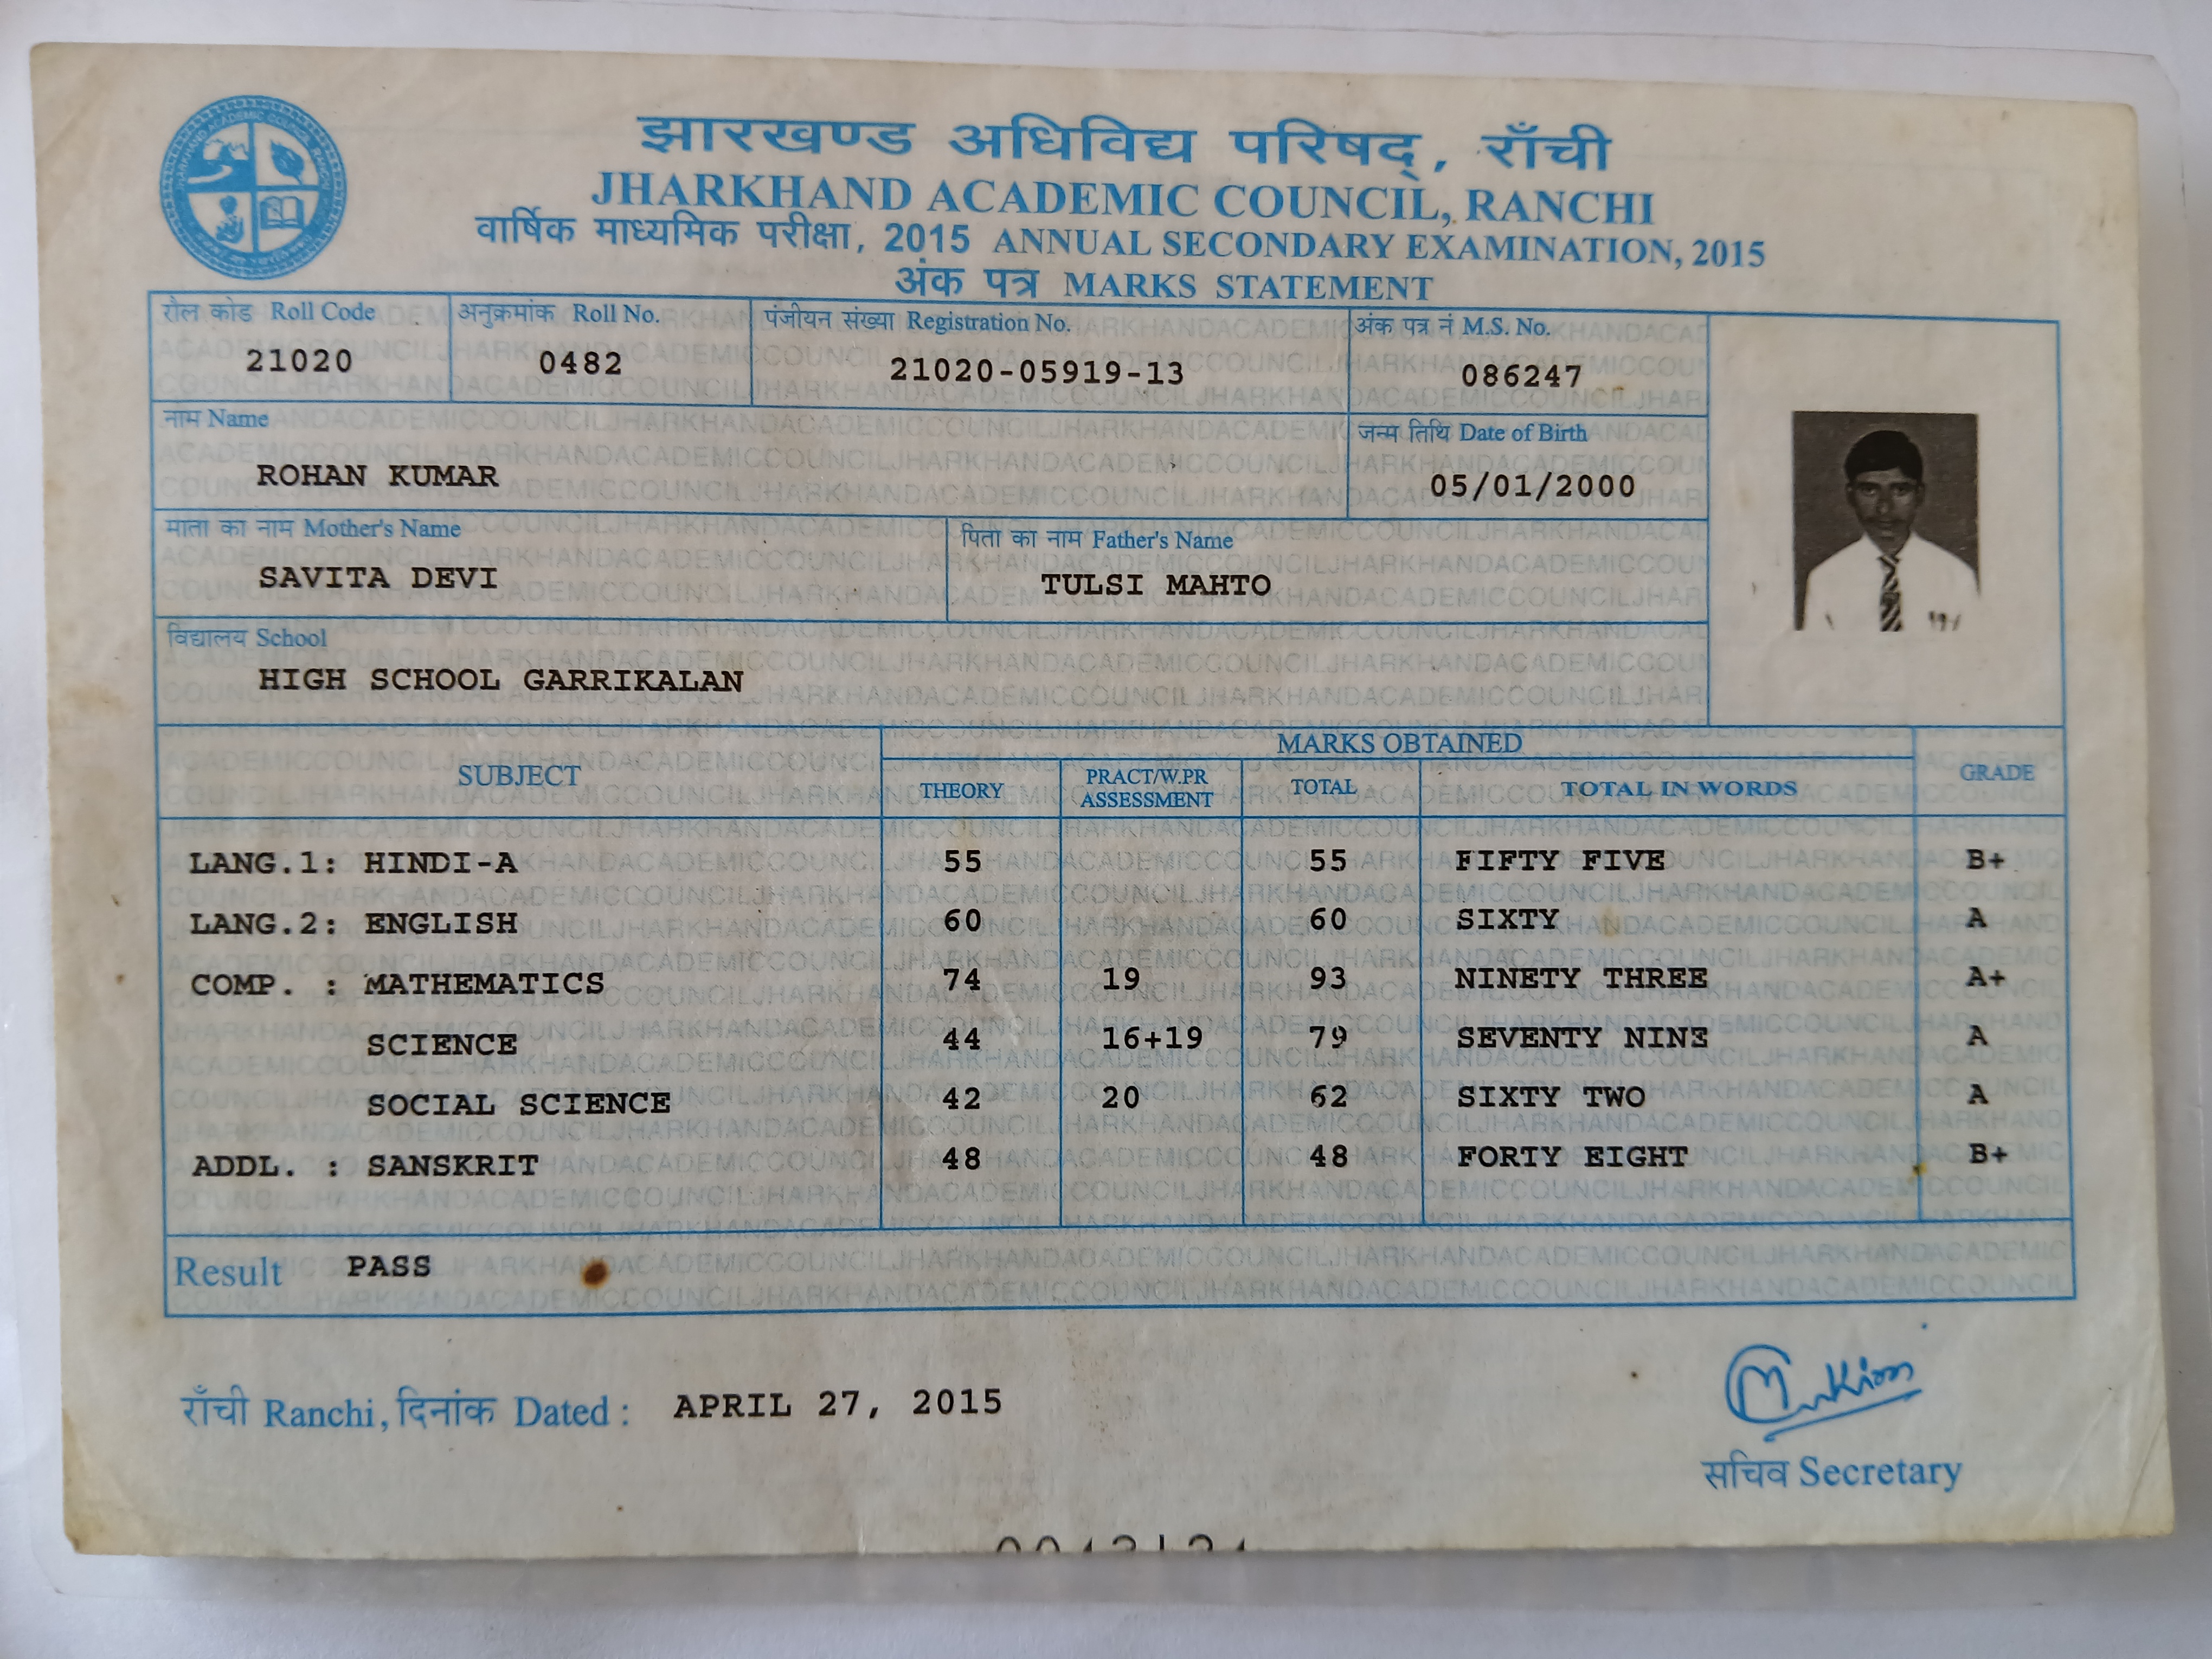 झारखण्ड अधिविद्य परिषद्, राँची
JHARKHAND ACADEMIC COUNCIL, RANCHI
वार्षिक माध्यमिक परीक्षा, 2015 ANNUAL SECONDARY EXAMINATION, 2015
अंक पत्र MARKS STATEMENT
रौल कोड Roll Code अनुक्रमांक Roll No. पंजीयन संख्या Registration No. अंक पत्र नं M.S. No.
21020 0482 21020-05919-13 086247
नाम Name जन्म तिथि Date of Birth
ROHAN KUMAR 05/01/2000
माता का नाम Mother's Name पिता का नाम Father's Name
SAVITA DEVI TULSI MAHTO
विद्यालय School
HIGH SCHOOL GARRIKALAN
SUBJECT MARKS OBTAINED GRADE
THEORY PRACT/W.PR ASSESSMENT TOTAL TOTAL IN WORDS
LANG.1: HINDI-A 55 55 FIFTY FIVE B+
LANG.2: ENGLISH 60 60 SIXTY A
COMP. : MATHEMATICS 74 19 93 NINETY THREE A+
SCIENCE 44 16+19 79 SEVENTY NINE A
SOCIAL SCIENCE 42 20 62 SIXTY TWO A
ADDL. : SANSKRIT 48 48 FORTY EIGHT B+
Result PASS
राँची Ranchi, दिनांक Dated : APRIL 27, 2015
सचिव Secretary